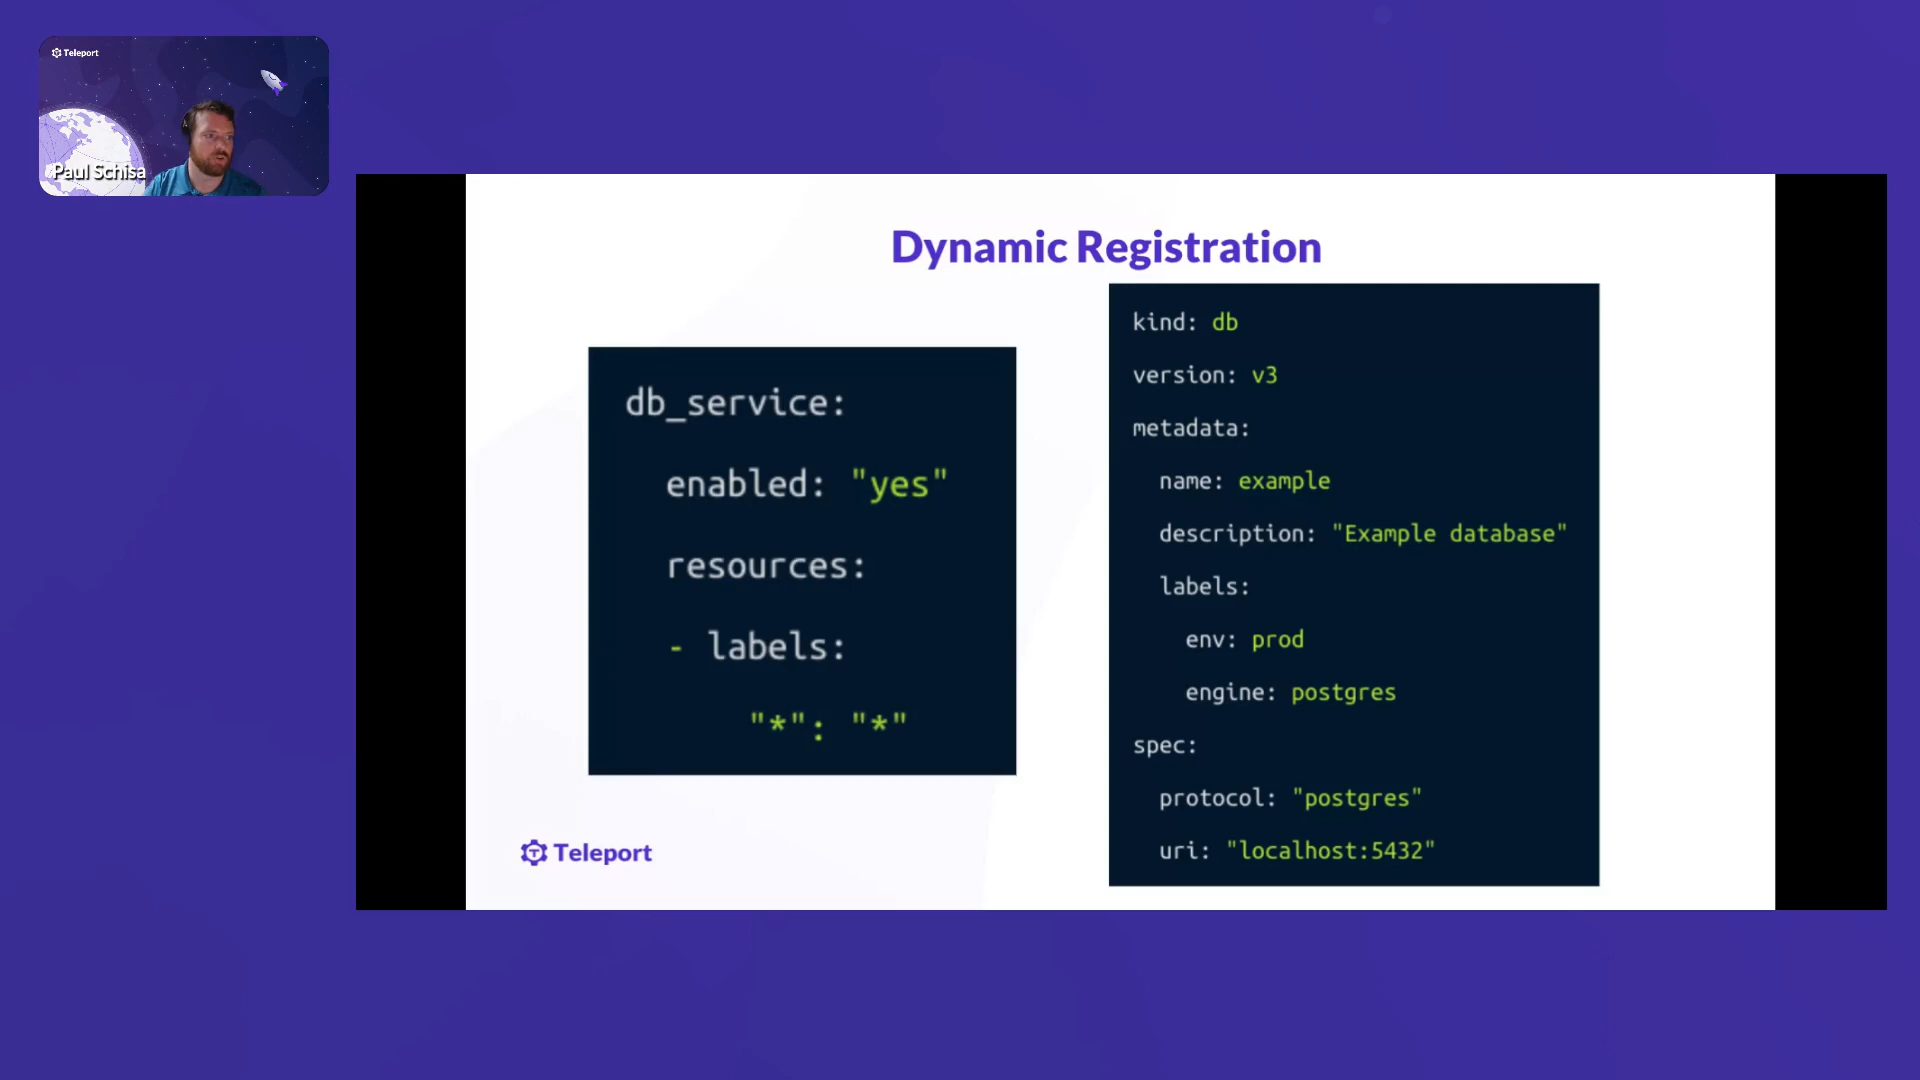 Teleport
Paul Schisa
Dynamic Registration
db_service:
enabled: "yes"
resources:
- labels:
"*": "*"
kind: db
version: v3
metadata:
name: example
description: "Example database"
labels:
env: prod
engine: postgres
spec:
protocol: "postgres"
uri: "localhost:5432"
Teleport